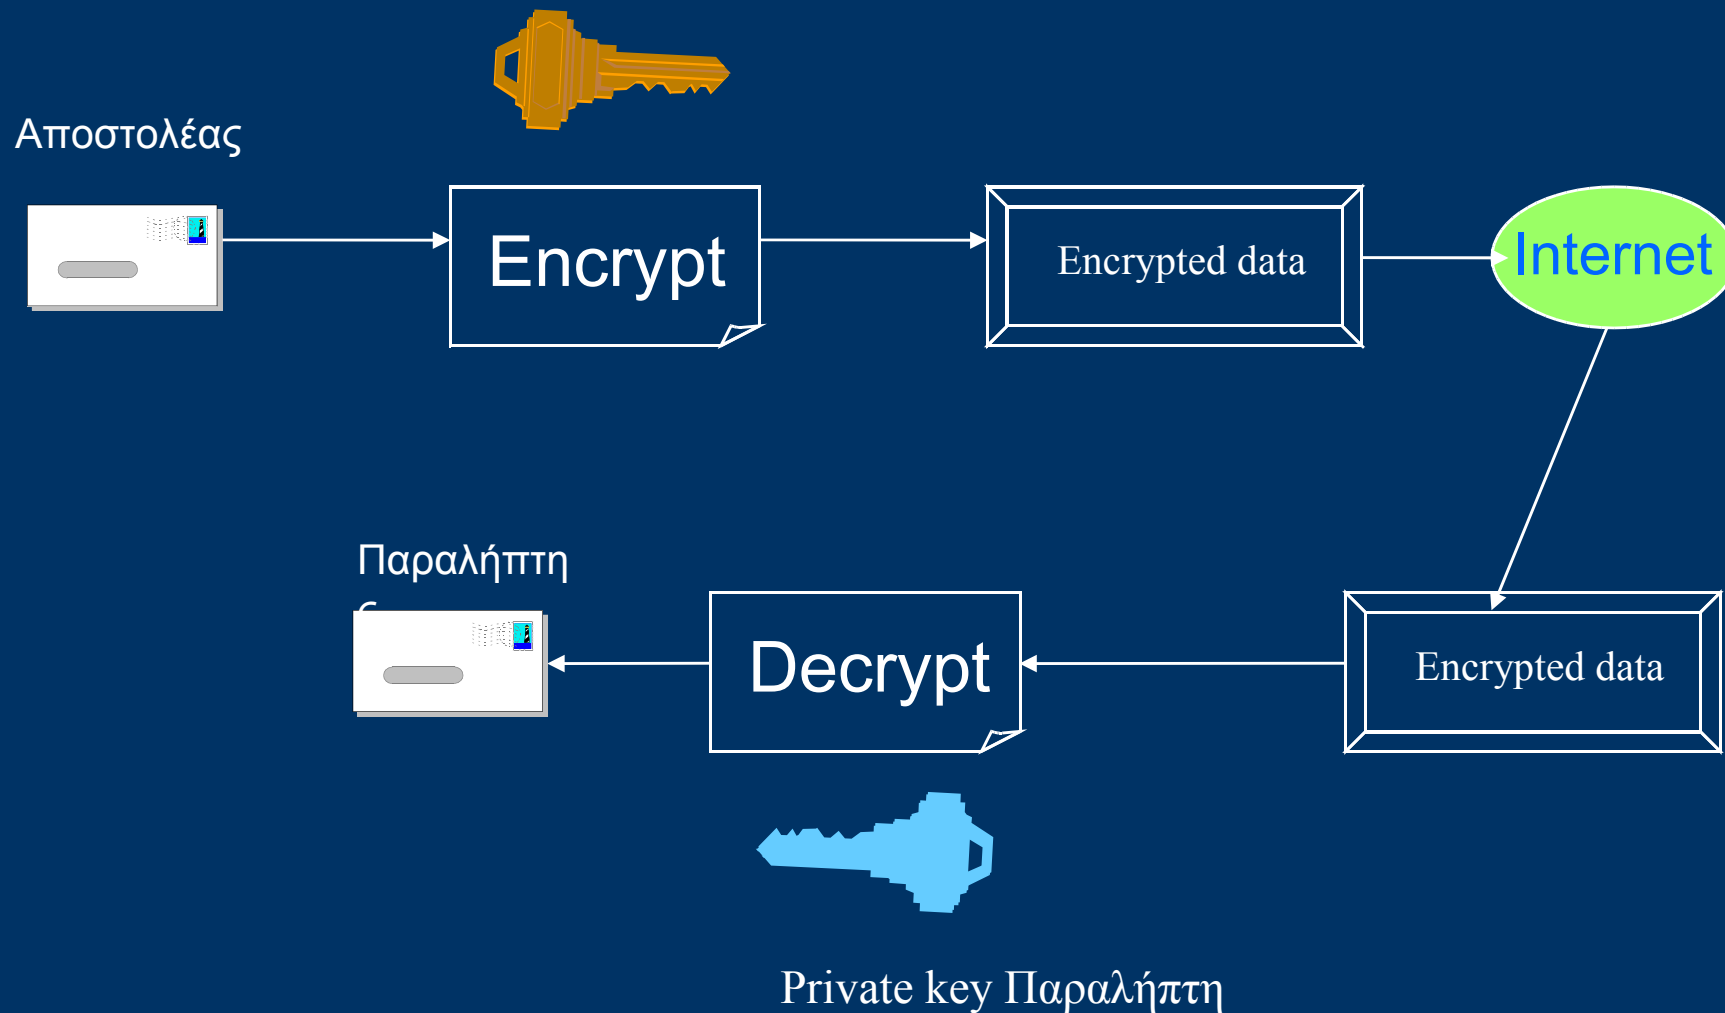 Αποστολέας
Encrypt
Encrypted data
Internet
Παραλήπτη
ς
Decrypt
Encrypted data
Private key Παραλήπτη